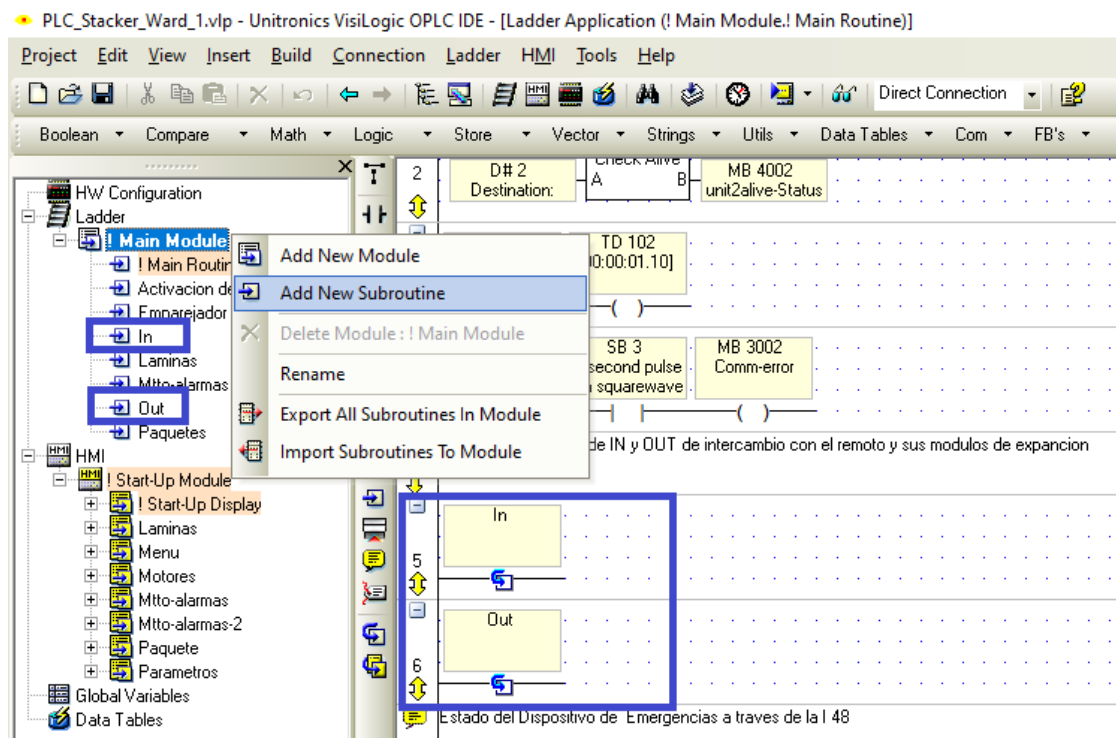 PLC_Stacker_Ward_1.vlp - Unitronics VisiLogic OPLC IDE - [Ladder Application (! Main Module.! Main Routine)]
Project Edit View Insert Build Connection Ladder HMI Tools Help
HMI Direct Connection
Boolean Compare Math Logic Store Vector Strings Utils Data Tables Com FB's
HW Configuration
Ladder
! Main Module
! Main Routin
Activacion de
Emparejador
In
Laminas
Mtto-alarmas
Out
Paquetes
HMI
! Start-Up Module
! Start-Up Display
Laminas
Menu
Motores
Mtto-alarmas
Mtto-alarmas-2
Paquete
Parametros
Global Variables
Data Tables
Add New Module
Add New Subroutine
Delete Module : ! Main Module
Rename
Export All Subroutines In Module
Import Subroutines To Module
2
D# 2
Destination:
Check Alive
A B
MB 4002
unit2alive-Status
TD 102
00:00:01.10]
SB 3
second pulse
squarewave
MB 3002
Comm-error
de IN y OUT de intercambio con el remoto y sus modulos de expancion
In
5
Out
6
Estado del Dispositivo de Emergencias a traves de la I 48